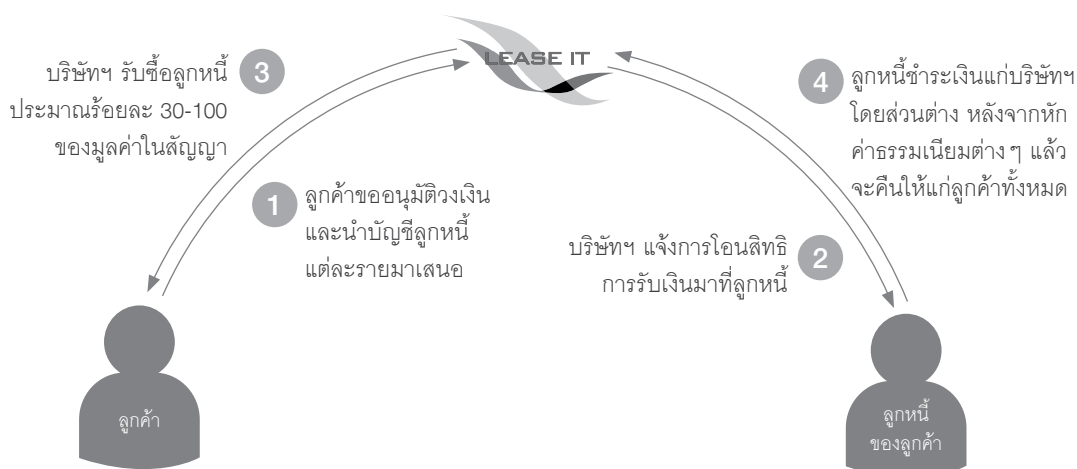 LEASE IT
3
บริษัทฯ รับซื้อลูกหนี้
ประมาณร้อยละ 30-100
ของมูลค่าในสัญญา
4
ลูกหนี้ชำระเงินแก่บริษัทฯ
โดยส่วนต่าง หลังจากหัก
ค่าธรรมเนียมต่างๆ แล้ว
จะคืนให้แก่ลูกค้าทั้งหมด
1
ลูกค้าขออนุมัติวงเงิน
และนำบัญชีลูกหนี้
แต่ละรายมาเสนอ
2
บริษัทฯ แจ้งการโอนสิทธิ
การรับเงินมาที่ลูกหนี้
ลูกค้า
ลูกหนี้
ของลูกค้า